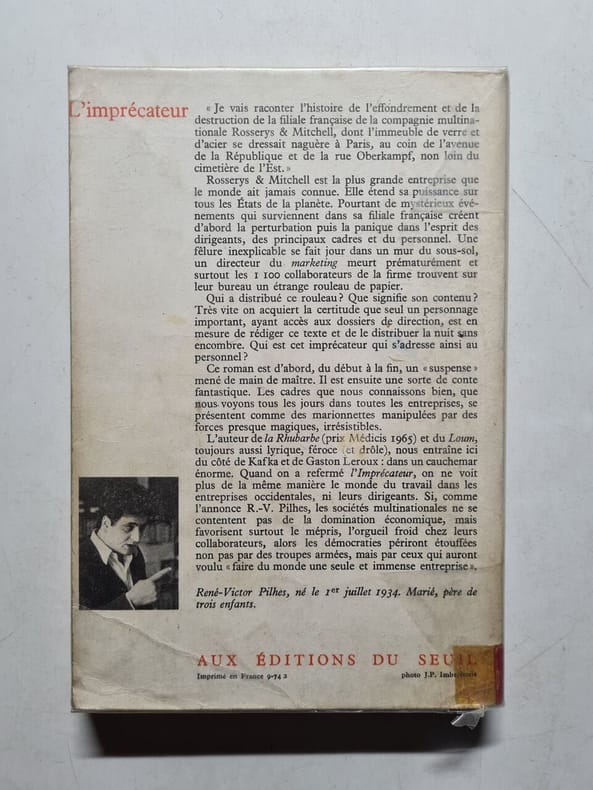 L'imprécateur
« Je vais raconter l'histoire de l'effondrement et de la
destruction de la filiale française de la compagnie multina-
tionale Rosserys & Mitchell, dont l'immeuble de verre et
d'acier se dressait naguère à Paris, au coin de l'avenue
de la République et de la rue Oberkampf, non loin du
cimetière de l'Est. »
Rosserys & Mitchell est la plus grande entreprise que
le monde ait jamais connue. Elle étend sa puissance sur
tous les États de la planète. Pourtant de mystérieux évé-
nements qui surviennent dans sa filiale française créent
d'abord la perturbation puis la panique dans l'esprit des
dirigeants, des principaux cadres et du personnel. Une
fêlure inexplicable se fait jour dans un mur du sous-sol,
un directeur du marketing meurt prématurément et
surtout les 1 100 collaborateurs de la firme trouvent sur
leur bureau un étrange rouleau de papier.
Qui a distribué ce rouleau ? Que signifie son contenu ?
Très vite on acquiert la certitude que seul un personnage
important, ayant accès aux dossiers de direction, est en
mesure de rédiger ce texte et de le distribuer la nuit sans
encombre. Qui est cet imprécateur qui s'adresse ainsi au
personnel ?
Ce roman est d'abord, du début à la fin, un « suspense »
mené de main de maître. Il est ensuite une sorte de conte
fantastique. Les cadres que nous connaissons bien, que
nous voyons tous les jours dans toutes les entreprises, se
présentent comme des marionnettes manipulées par des
forces presque magiques, irrésistibles.
L'auteur de la Rhubarbe (prix Médicis 1965) et du Loum,
toujours aussi lyrique, féroce (et drôle), nous entraîne ici
du côté de Kafka et de Gaston Leroux : dans un cauchemar
énorme. Quand on a refermé l'Imprécateur, on ne voit
plus de la même manière le monde du travail dans les
entreprises occidentales, ni leurs dirigeants. Si, comme
l'annonce R.-V. Pilhes, les sociétés multinationales ne se
contentent pas de la domination économique, mais
favorisent surtout le mépris, l'orgueil froid chez leurs
collaborateurs, alors les démocraties périront étouffées
non pas par des troupes armées, mais par ceux qui auront
voulu « faire du monde une seule et immense entreprise ».
René-Victor Pilhes, né le 1er juillet 1934. Marié, père de
trois enfants.
AUX ÉDITIONS DU SEUIL
Imprimé en France 9-74 2
photo J.P.